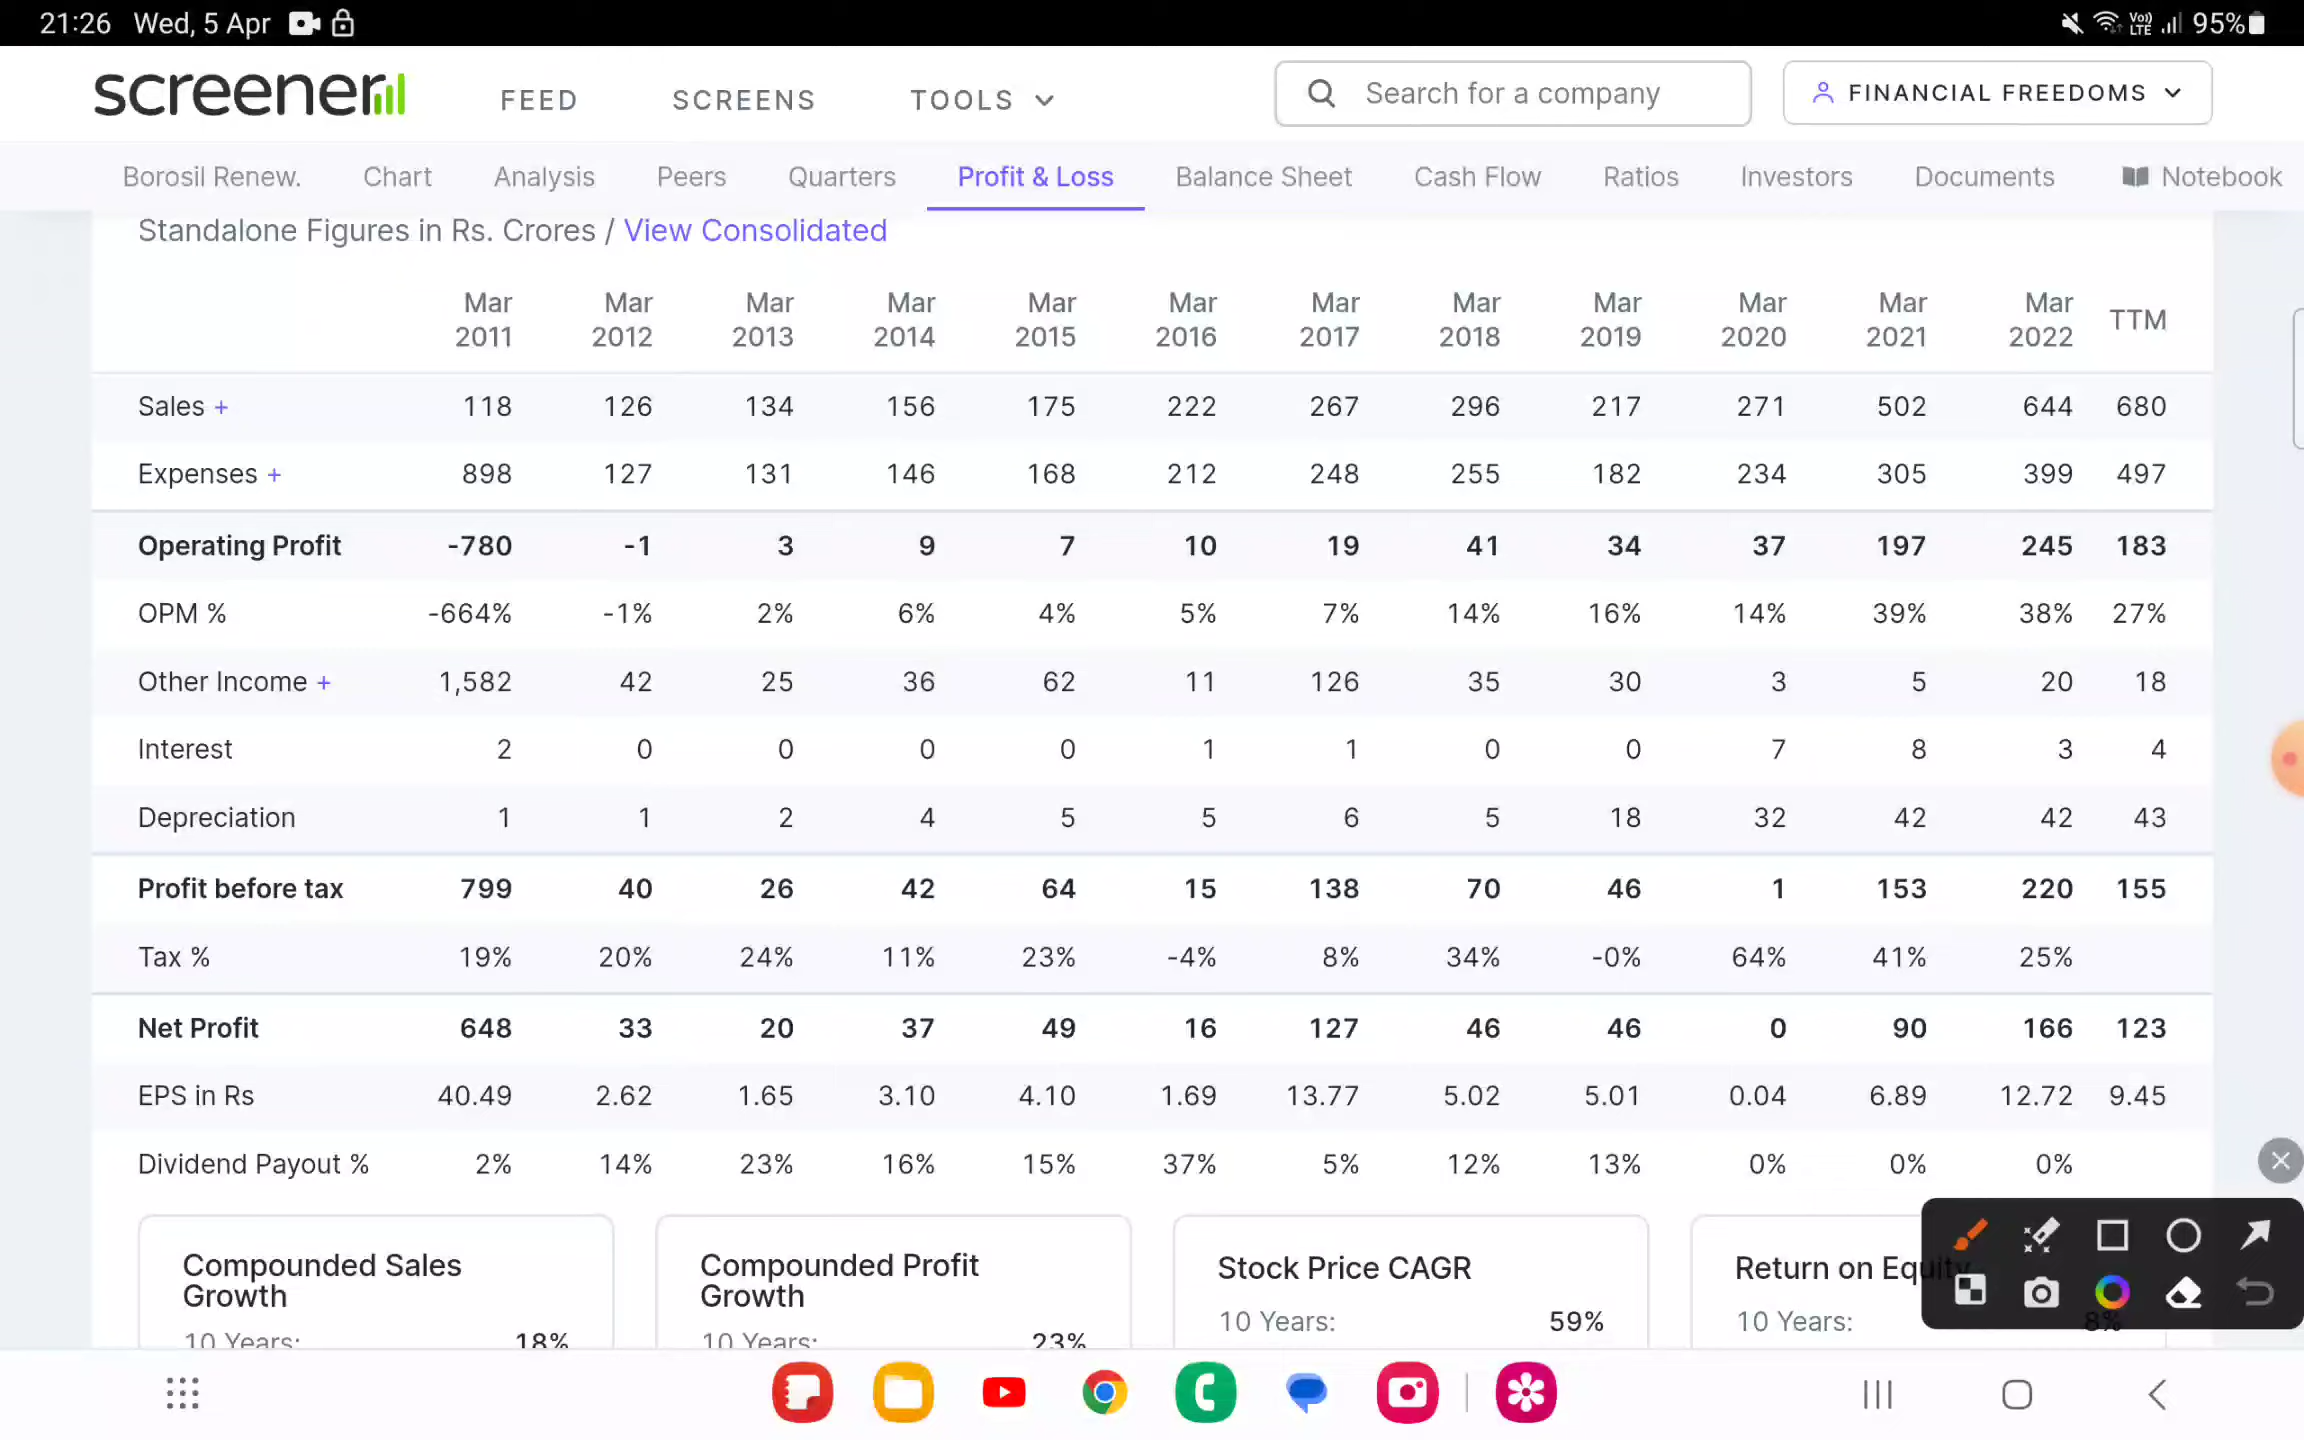 21:26 Wed, 5 Apr Vo) LTE 95%
screener FEED SCREENS TOOLS Search for a company FINANCIAL FREEDOMS
Borosil Renew. Chart Analysis Peers Quarters Profit & Loss Balance Sheet Cash Flow Ratios Investors Documents Notebook
Standalone Figures in Rs. Crores / View Consolidated
Mar 2011 Mar 2012 Mar 2013 Mar 2014 Mar 2015 Mar 2016 Mar 2017 Mar 2018 Mar 2019 Mar 2020 Mar 2021 Mar 2022 TTM
Sales + 118 126 134 156 175 222 267 296 217 271 502 644 680
Expenses + 898 127 131 146 168 212 248 255 182 234 305 399 497
Operating Profit -780 -1 3 9 7 10 19 41 34 37 197 245 183
OPM % -664% -1% 2% 6% 4% 5% 7% 14% 16% 14% 39% 38% 27%
Other Income + 1,582 42 25 36 62 11 126 35 30 3 5 20 18
Interest 2 0 0 0 0 1 1 0 0 7 8 3 4
Depreciation 1 1 2 4 5 5 6 5 18 32 42 42 43
Profit before tax 799 40 26 42 64 15 138 70 46 1 153 220 155
Tax % 19% 20% 24% 11% 23% -4% 8% 34% -0% 64% 41% 25%
Net Profit 648 33 20 37 49 16 127 46 46 0 90 166 123
EPS in Rs 40.49 2.62 1.65 3.10 4.10 1.69 13.77 5.02 5.01 0.04 6.89 12.72 9.45
Dividend Payout % 2% 14% 23% 16% 15% 37% 5% 12% 13% 0% 0% 0%
Compounded Sales Growth
10 Years: 18%
Compounded Profit Growth
10 Years: 23%
Stock Price CAGR
10 Years: 59%
Return on Equity
10 Years: 8%